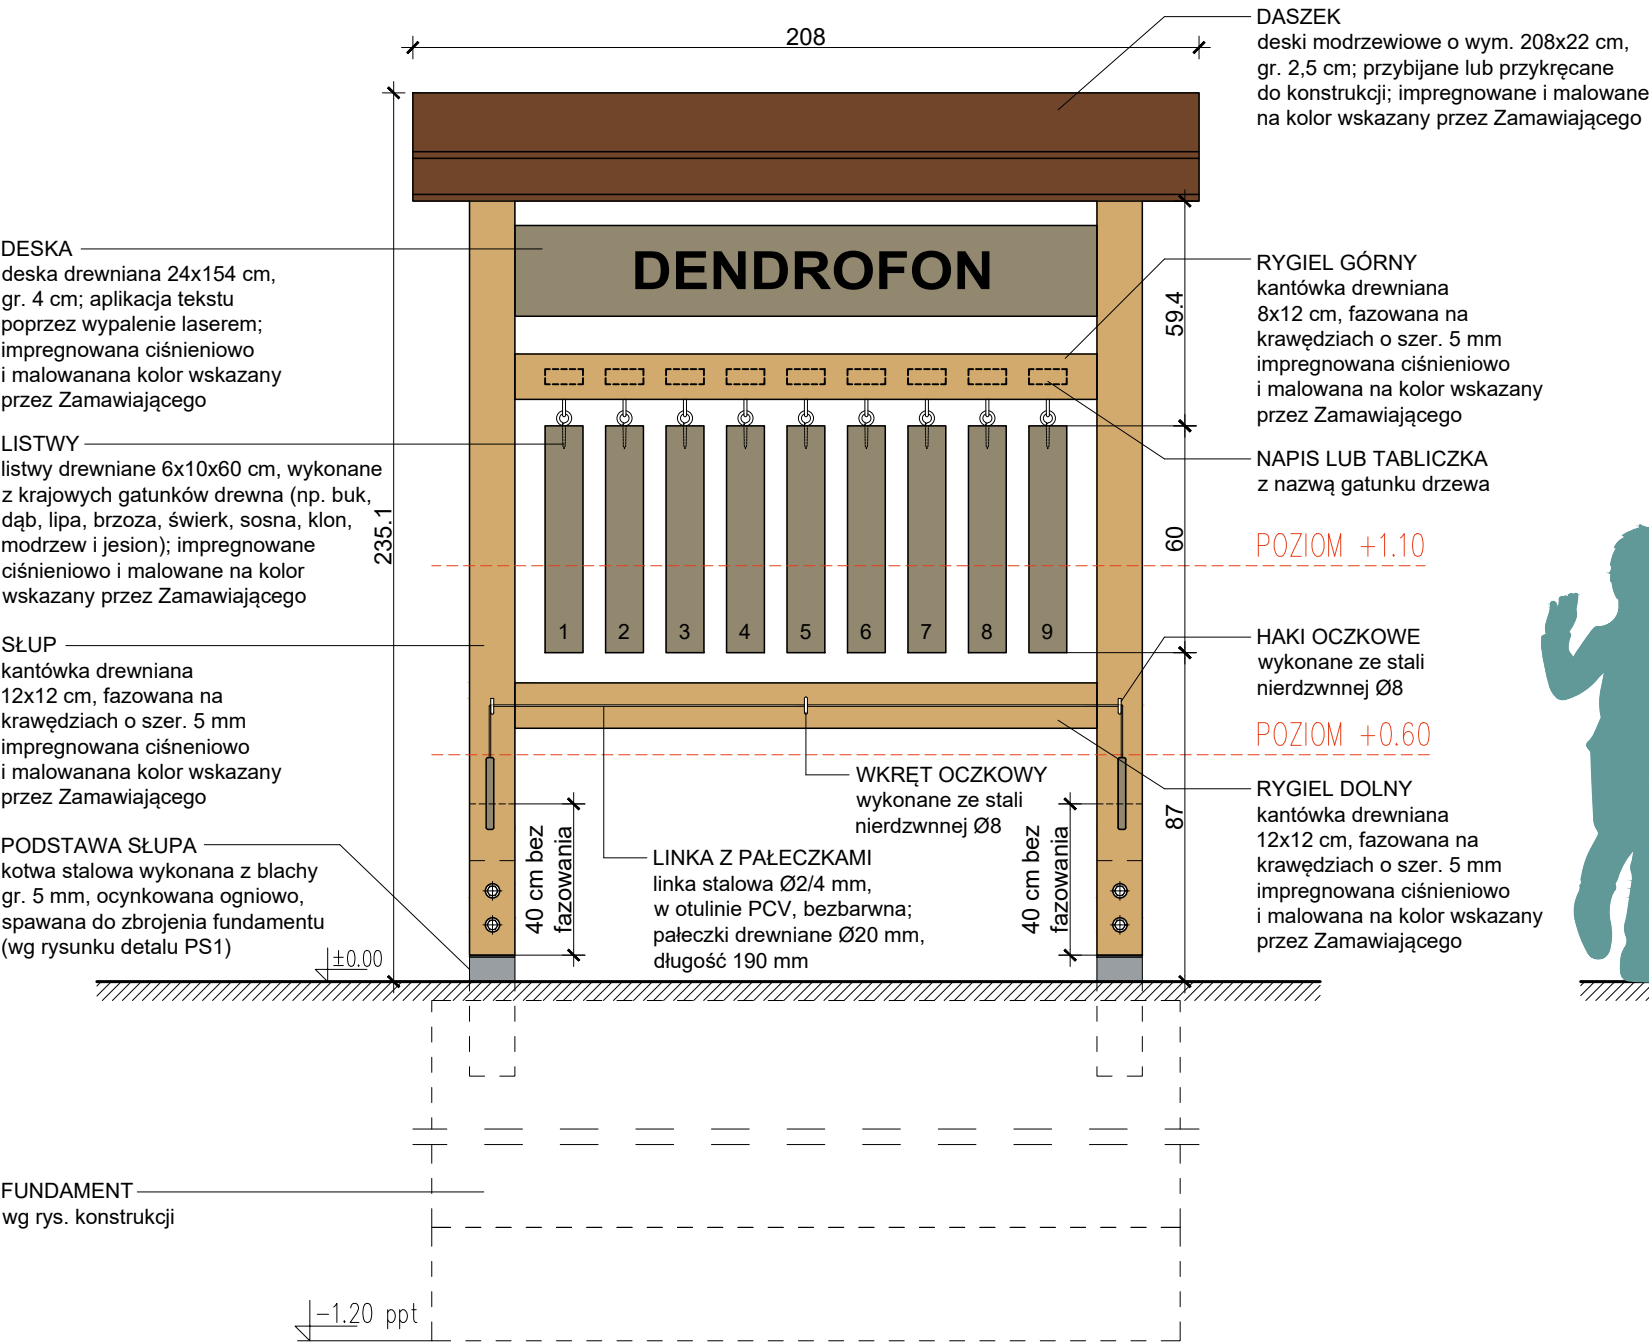 208
DASZEK
deski modrzewiowe o wym. 208x22 cm,
gr. 2,5 cm; przybijane lub przykręcane
do konstrukcji; impregnowane i malowane
na kolor wskazany przez Zamawiającego
DESKA
deska drewniana 24x154 cm,
gr. 4 cm; aplikacja tekstu
poprzez wypalenie laserem;
impregnowana ciśnieniowo
i malowanana kolor wskazany
przez Zamawiającego
LISTWY
listwy drewniane 6x10x60 cm, wykonane
z krajowych gatunków drewna (np. buk,
dąb, lipa, brzoza, świerk, sosna, klon,
modrzew i jesion); impregnowane
ciśnieniowo i malowane na kolor
wskazany przez Zamawiającego
SŁUP
kantówka drewniana
12x12 cm, fazowana na
krawędziach o szer. 5 mm
impregnowana ciśneniowo
i malowanana kolor wskazany
przez Zamawiającego
PODSTAWA SŁUPA
kotwa stalowa wykonana z blachy
gr. 5 mm, ocynkowana ogniowo,
spawana do zbrojenia fundamentu
(wg rysunku detalu PS1)
±0.00
235.1
DENDROFON
1 2 3 4 5 6 7 8 9
59.4
60
87
RYGIEL GÓRNY
kantówka drewniana
8x12 cm, fazowana na
krawędziach o szer. 5 mm
impregnowana ciśnieniowo
i malowana na kolor wskazany
przez Zamawiającego
NAPIS LUB TABLICZKA
z nazwą gatunku drzewa
POZIOM +1.10
HAKI OCZKOWE
wykonane ze stali
nierdzwnnej Ø8
POZIOM +0.60
RYGIEL DOLNY
kantówka drewniana
12x12 cm, fazowana na
krawędziach o szer. 5 mm
impregnowana ciśnieniowo
i malowana na kolor wskazany
przez Zamawiającego
WKRĘT OCZKOWY
wykonane ze stali
nierdzwnnej Ø8
40 cm bez
fazowania
LINKA Z PAŁECZKAMI
linka stalowa Ø2/4 mm,
w otulinie PCV, bezbarwna;
pałeczki drewniane Ø20 mm,
długość 190 mm
40 cm bez
fazowania
FUNDAMENT
wg rys. konstrukcji
-1.20 ppt